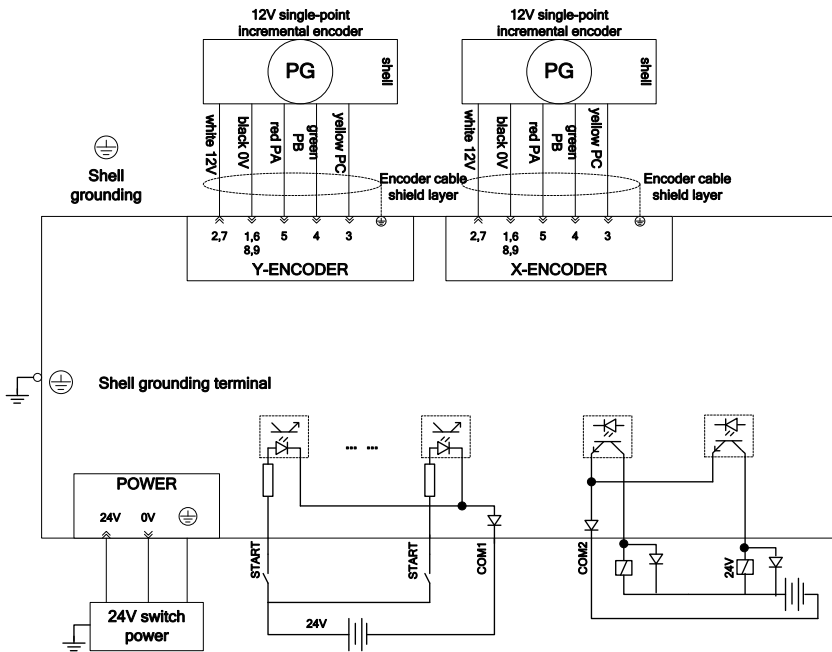 12V single-point
incremental encoder
PG
shell
white 12V
black 0V
red PA
green
PB
yellow PC
Encoder cable
shield layer
2,7
1,6
8,9
5
4
3
Y-ENCODER
12V single-point
incremental encoder
PG
shell
white 12V
black 0V
red PA
green
PB
yellow PC
Encoder cable
shield layer
2,7
1,6
8,9
5
4
3
X-ENCODER
Shell
grounding
Shell grounding terminal
POWER
24V
0V
24V switch
power
START
START
COM1
24V
COM2
24V